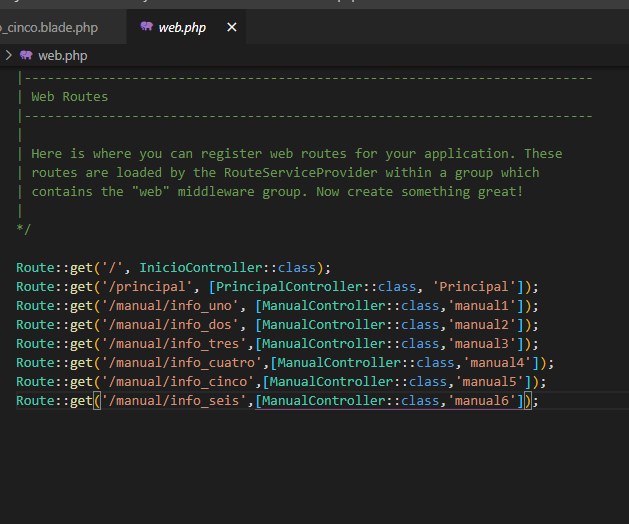 o_cinco.blade.php
web.php
web.php
|--------------------------------------------------------------------------
| Web Routes
|--------------------------------------------------------------------------
|
| Here is where you can register web routes for your application. These
| routes are loaded by the RouteServiceProvider within a group which
| contains the "web" middleware group. Now create something great!
|
*/
Route::get('/', InicioController::class);
Route::get('/principal', [PrincipalController::class, 'Principal']);
Route::get('/manual/info_uno', [ManualController::class,'manual1']);
Route::get('/manual/info_dos', [ManualController::class,'manual2']);
Route::get('/manual/info_tres',[ManualController::class,'manual3']);
Route::get('/manual/info_cuatro',[ManualController::class,'manual4']);
Route::get('/manual/info_cinco',[ManualController::class,'manual5']);
Route::get('/manual/info_seis',[ManualController::class,'manual6']);